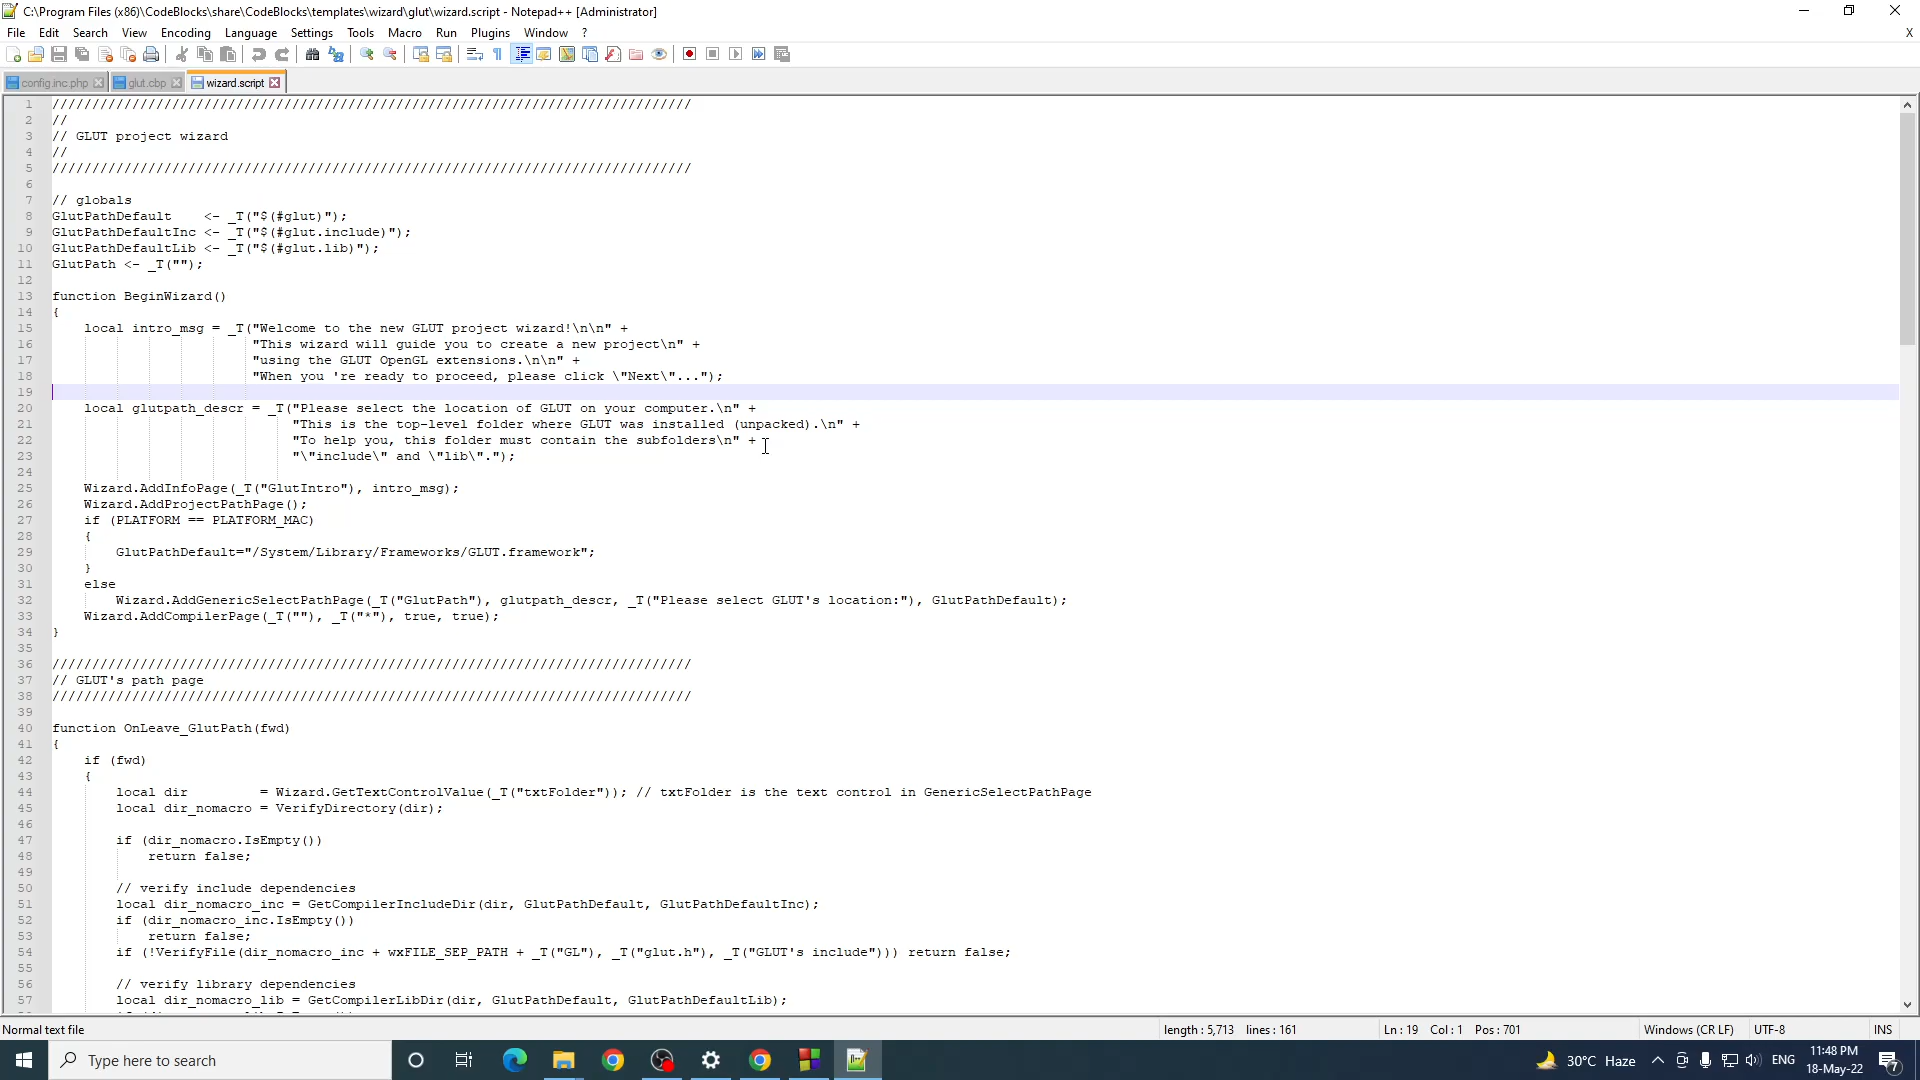 C:\Program Files (x86)\CodeBlocks\share\CodeBlocks\templates\wizard\glut\wizard.script - Notepad++ [Administrator]
File Edit Search View Encoding Language Settings Tools Macro Run Plugins Window ? X
config.inc.php glut.cbp wizard.script
1 ////////////////////////////////////////////////////////////////////////////////
2 //
3 // GLUT project wizard
4 //
5 ////////////////////////////////////////////////////////////////////////////////
6
7 // globals
8 GlutPathDefault    <- _T("$(#glut)");
9 GlutPathDefaultInc <- _T("$(#glut.include)");
10 GlutPathDefaultLib <- _T("$(#glut.lib)");
11 GlutPath <- _T("");
12
13 function BeginWizard()
14 {
15     local intro_msg = _T("Welcome to the new GLUT project wizard!\n\n" +
16                          "This wizard will guide you to create a new project\n" +
17                          "using the GLUT OpenGL extensions.\n\n" +
18                          "When you 're ready to proceed, please click \"Next\"...");
19
20     local glutpath_descr = _T("Please select the location of GLUT on your computer.\n" +
21                               "This is the top-level folder where GLUT was installed (unpacked).\n" +
22                               "To help you, this folder must contain the subfolders\n" +
23                               "\"include\" and \"lib\".");
24
25     Wizard.AddInfoPage(_T("GlutIntro"), intro_msg);
26     Wizard.AddProjectPathPage();
27     if (PLATFORM == PLATFORM_MAC)
28     {
29         GlutPathDefault="/System/Library/Frameworks/GLUT.framework";
30     }
31     else
32         Wizard.AddGenericSelectPathPage(_T("GlutPath"), glutpath_descr, _T("Please select GLUT's location:"), GlutPathDefault);
33     Wizard.AddCompilerPage(_T(""), _T("*"), true, true);
34 }
35
36 ////////////////////////////////////////////////////////////////////////////////
37 // GLUT's path page
38 ////////////////////////////////////////////////////////////////////////////////
39
40 function OnLeave_GlutPath(fwd)
41 {
42     if (fwd)
43     {
44         local dir         = Wizard.GetTextControlValue(_T("txtFolder")); // txtFolder is the text control in GenericSelectPathPage
45         local dir_nomacro = VerifyDirectory(dir);
46
47         if (dir_nomacro.IsEmpty())
48             return false;
49
50         // verify include dependencies
51         local dir_nomacro_inc = GetCompilerIncludeDir(dir, GlutPathDefault, GlutPathDefaultInc);
52         if (dir_nomacro_inc.IsEmpty())
53             return false;
54         if (!VerifyFile(dir_nomacro_inc + wxFILE_SEP_PATH + _T("GL"), _T("glut.h"), _T("GLUT's include"))) return false;
55
56         // verify library dependencies
57         local dir_nomacro_lib = GetCompilerLibDir(dir, GlutPathDefault, GlutPathDefaultLib);
Normal text file length : 5,713 lines : 161 Ln : 19 Col : 1 Pos : 701 Windows (CR LF) UTF-8 INS
Type here to search 30°C Haze ENG 11:48 PM
18-May-22 7